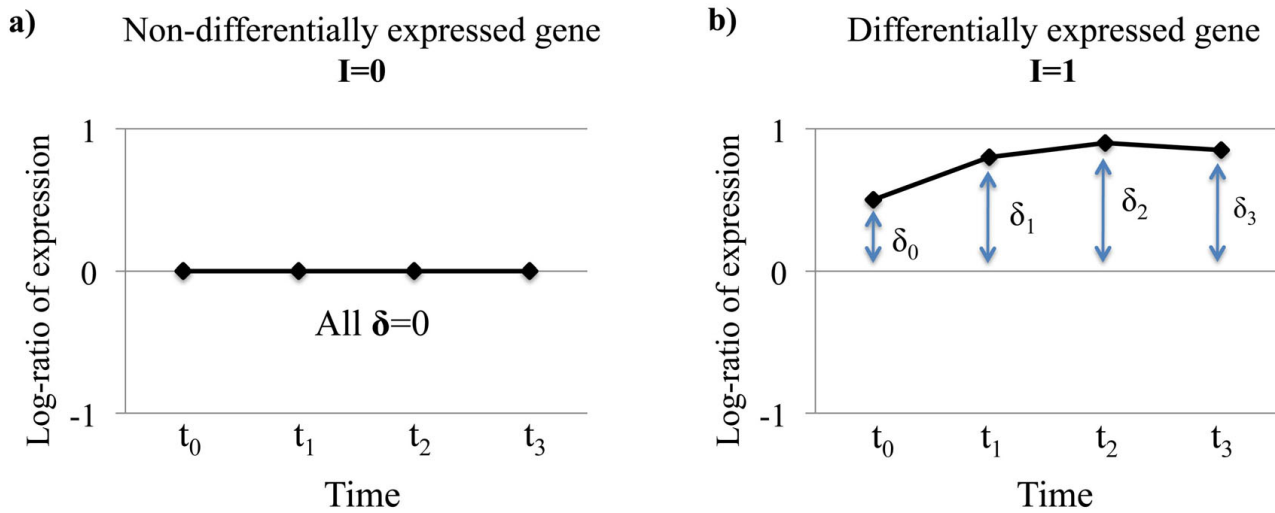 a)
Non-differentially expressed gene
I=0
Log-ratio of expression
1
0
-1
All δ=0
t0 t1 t2 t3
Time
b)
Differentially expressed gene
I=1
Log-ratio of expression
1
0
-1
δ0
δ1
δ2
δ3
t0 t1 t2 t3
Time